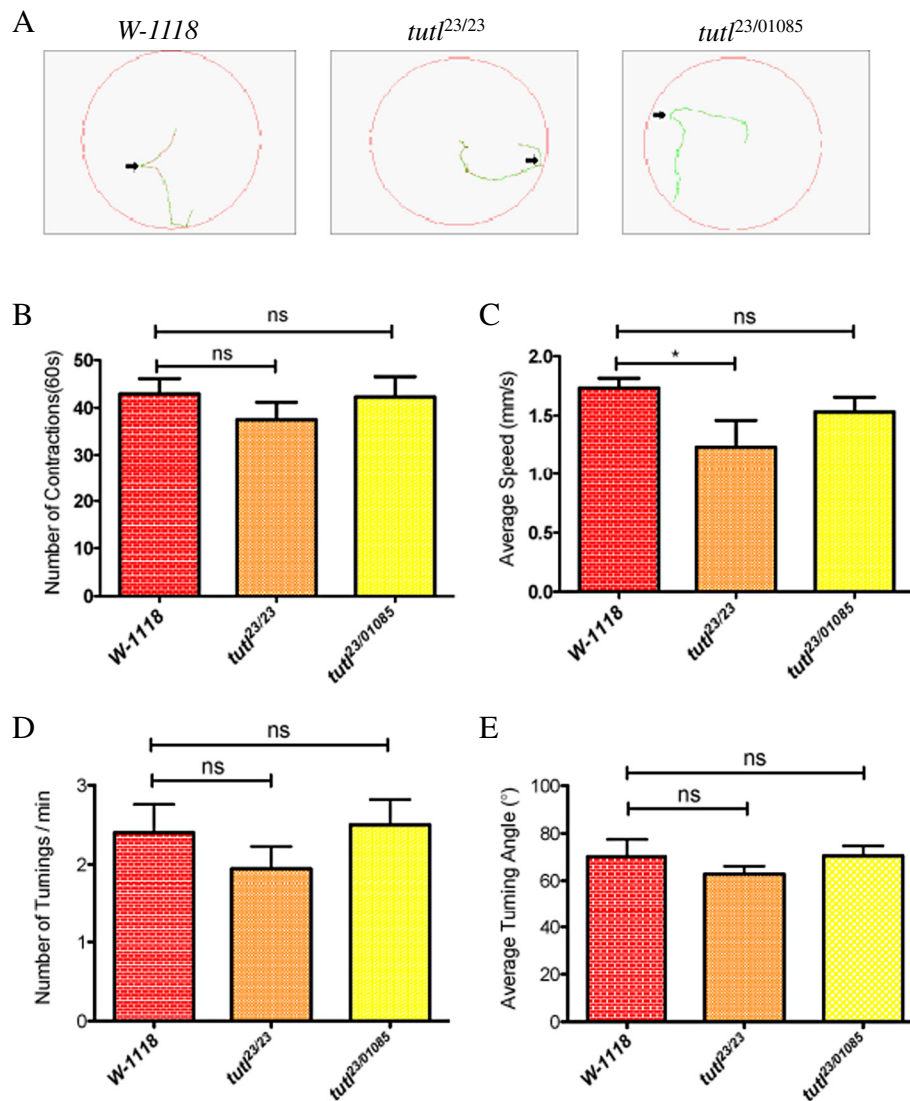 A
W-1118
tutl23/23
tutl23/01085
B
ns
ns
Number of Contractions(60s)
50
40
30
20
10
0
W-1118
tutl23/23
tutl23/01085
C
ns
*
Average Speed (mm/s)
2.0
1.5
1.0
0.5
0.0
W-1118
tutl23/23
tutl23/01085
D
ns
ns
Number of Turnings / min
3
2
1
0
W-1118
tutl23/23
tutl23/01085
E
ns
ns
Average Turning Angle (°)
100
80
60
40
20
0
W-1118
tutl23/23
tutl23/01085